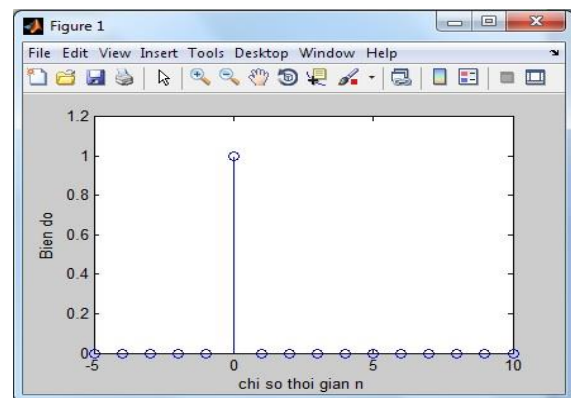 Figure 1
File Edit View Insert Tools Desktop Window Help
1.2
1
0.8
0.6
0.4
0.2
0
Bien do
-5 0 5 10
chi so thoi gian n